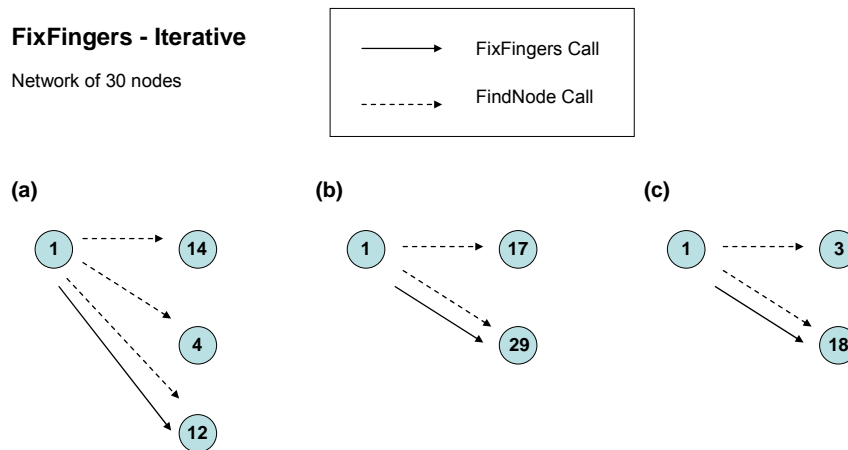 FixFingers - Iterative
Network of 30 nodes
FixFingers Call
FindNode Call
(a)
(b)
(c)
1
14
1
17
1
3
4
29
18
12